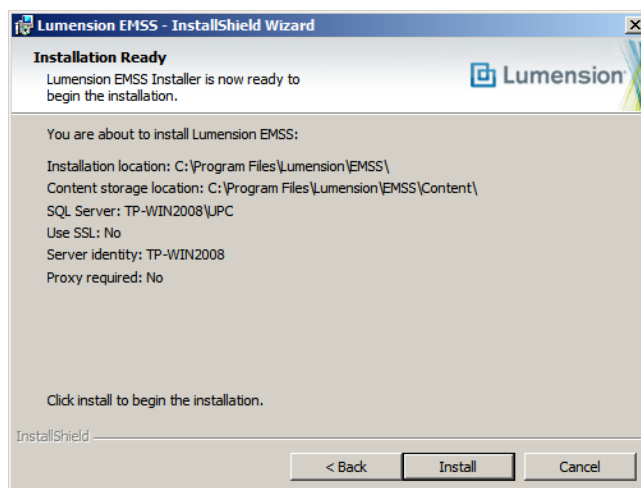 Lumension EMSS - InstallShield Wizard
Installation Ready
Lumension EMSS Installer is now ready to
begin the installation.
Lumension
You are about to install Lumension EMSS:
Installation location: C:\Program Files\Lumension\EMSS\
Content storage location: C:\Program Files\Lumension\EMSS\Content\
SQL Server: TP-WIN2008\UPC
Use SSL: No
Server identity: TP-WIN2008
Proxy required: No
Click install to begin the installation.
InstallShield
< Back Install Cancel